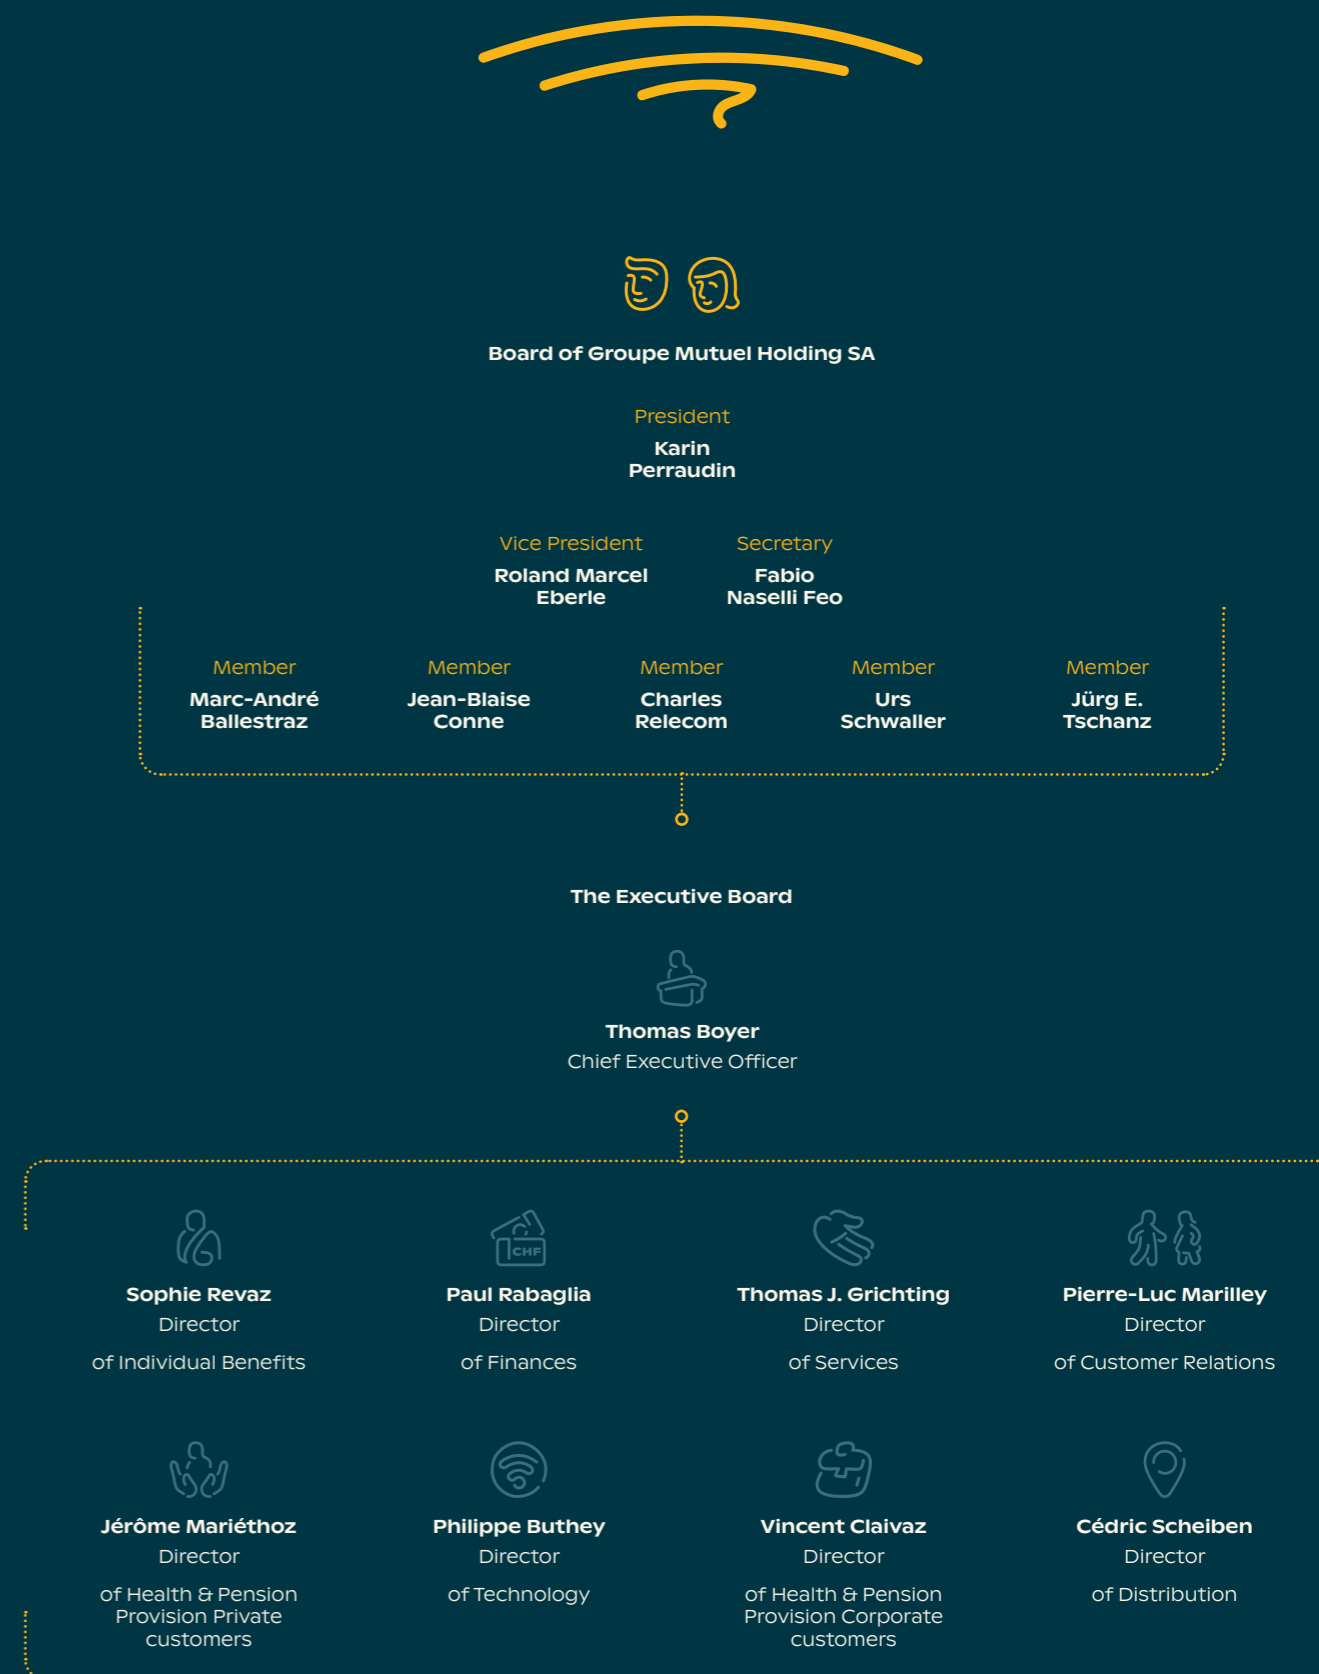 Board of Groupe Mutuel Holding SA
President
Karin
Perraudin
Vice President
Roland Marcel
Eberle
Secretary
Fabio
Naselli Feo
Member
Marc-André
Ballestraz
Member
Jean-Blaise
Conne
Member
Charles
Relecom
Member
Urs
Schwaller
Member
Jürg E.
Tschanz
The Executive Board
Thomas Boyer
Chief Executive Officer
Sophie Revaz
Director
of Individual Benefits
CHF
Paul Rabaglia
Director
of Finances
Thomas J. Grichting
Director
of Services
Pierre-Luc Marilley
Director
of Customer Relations
Jérôme Mariéthoz
Director
of Health & Pension
Provision Private
customers
Philippe Buthey
Director
of Technology
Vincent Claivaz
Director
of Health & Pension
Provision Corporate
customers
Cédric Scheiben
Director
of Distribution